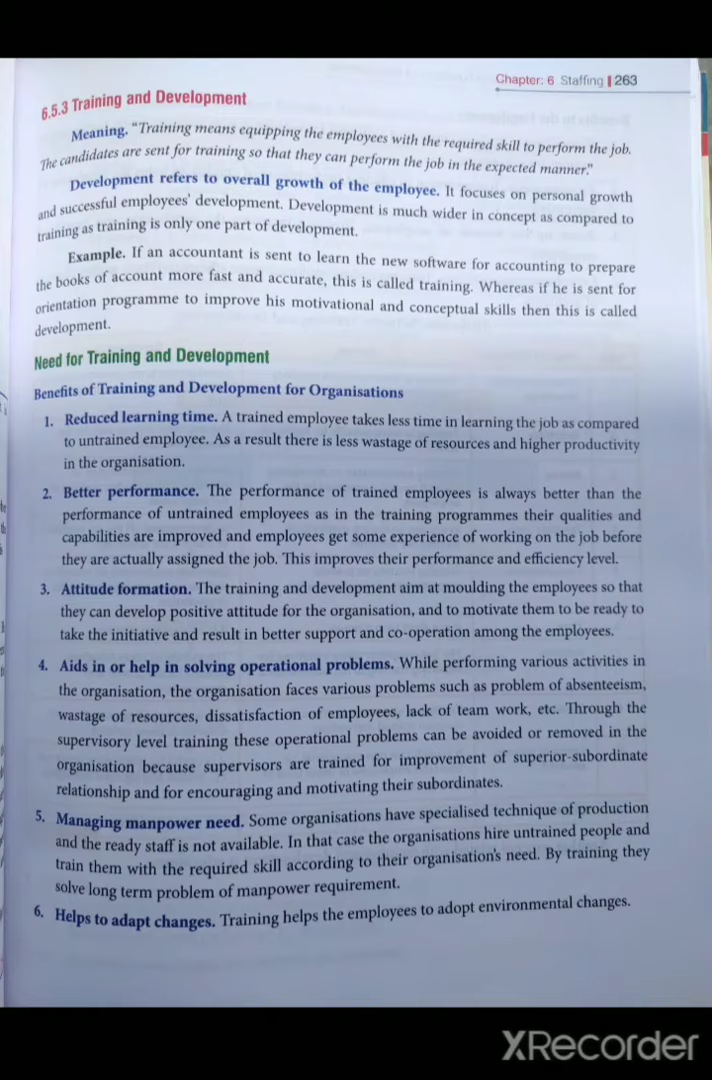 Chapter: 6 Staffing | 263
6.5.3 Training and Development
Meaning. "Training means equipping the employees with the required skill to perform the job.
The candidates are sent for training so that they can perform the job in the expected manner."
Development refers to overall growth of the employee. It focuses on personal growth
and successful employees' development. Development is much wider in concept as compared to
training as training is only one part of development.
Example. If an accountant is sent to learn the new software for accounting to prepare
the books of account more fast and accurate, this is called training. Whereas if he is sent for
orientation programme to improve his motivational and conceptual skills then this is called
development.
Need for Training and Development
Benefits of Training and Development for Organisations
1. Reduced learning time. A trained employee takes less time in learning the job as compared
to untrained employee. As a result there is less wastage of resources and higher productivity
in the organisation.
2. Better performance. The performance of trained employees is always better than the
performance of untrained employees as in the training programmes their qualities and
capabilities are improved and employees get some experience of working on the job before
they are actually assigned the job. This improves their performance and efficiency level.
3. Attitude formation. The training and development aim at moulding the employees so that
they can develop positive attitude for the organisation, and to motivate them to be ready to
take the initiative and result in better support and co-operation among the employees.
4. Aids in or help in solving operational problems. While performing various activities in
the organisation, the organisation faces various problems such as problem of absenteeism,
wastage of resources, dissatisfaction of employees, lack of team work, etc. Through the
supervisory level training these operational problems can be avoided or removed in the
organisation because supervisors are trained for improvement of superior-subordinate
relationship and for encouraging and motivating their subordinates.
5. Managing manpower need. Some organisations have specialised technique of production
and the ready staff is not available. In that case the organisations hire untrained people and
train them with the required skill according to their organisation's need. By training they
solve long term problem of manpower requirement.
6. Helps to adapt changes. Training helps the employees to adopt environmental changes.
XRecorder